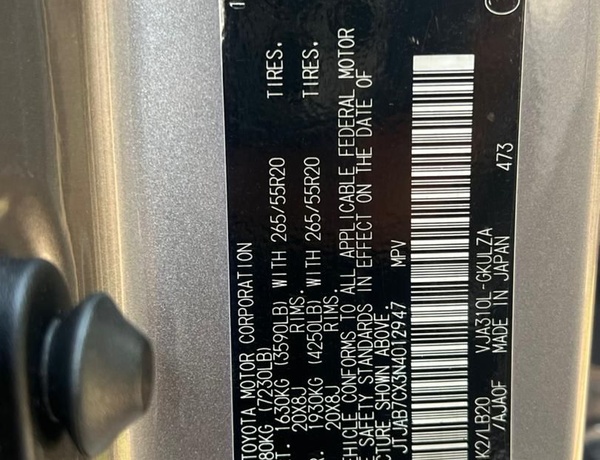 TOYOTA MOTOR CORPORATION
80KG (7230LB)
T. 1630KG (3590LB) WITH 265/55R20 TIRES.
20X8J RIMS.
R. 1930KG (4250LB) WITH 265/55R20 TIRES.
20X8J RIMS.
EHICLE CONFORMS TO ALL APPLICABLE FEDERAL MOTOR
E SAFETY STANDARDS IN EFFECT ON THE DATE OF
CTURE SHOWN ABOVE.
JTJAB7CX3N4012947 MPV
K2/LB20 VJA310L-GKULZA
/AJA0F MADE IN JAPAN 473